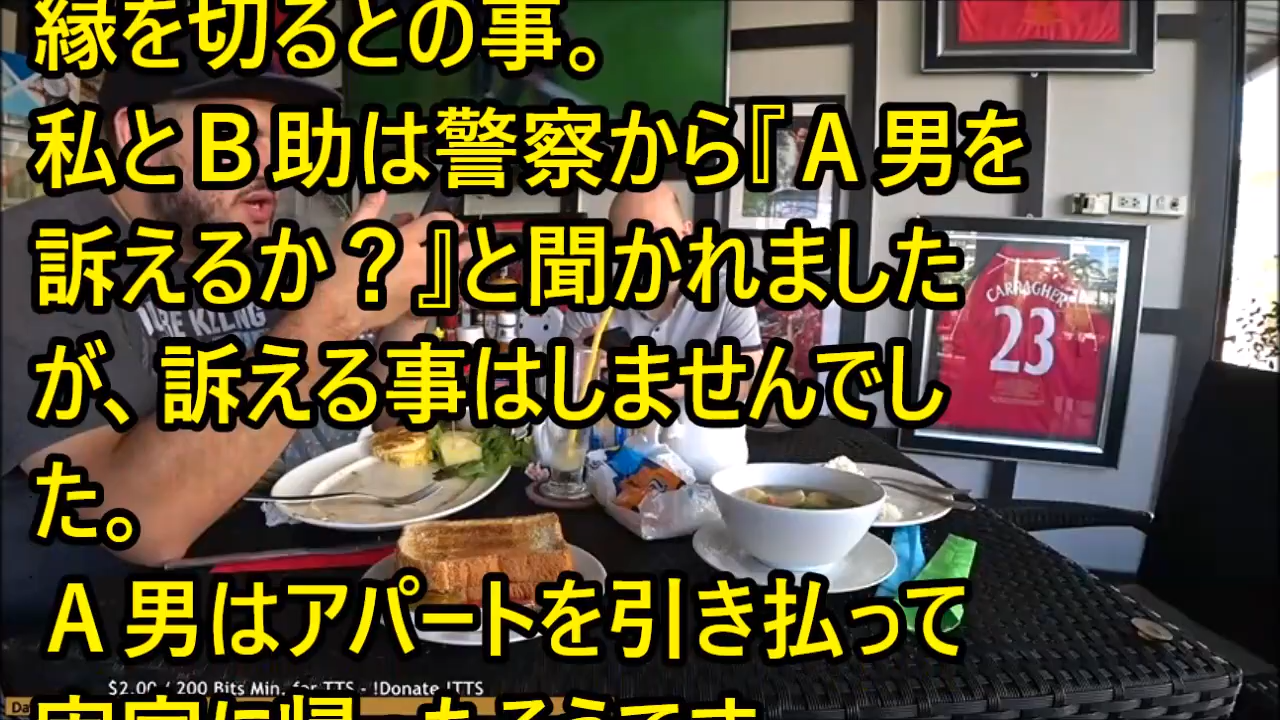 縁を切るとの事。
私とＢ助は警察から『Ａ男を
訴えるか？』と聞かれました
が、訴える事はしませんでし
た。
Ａ男はアパートを引き払って
CARRAGHER
23
$2.00 / 200 Bits Min. for TTS - !Donate !TTS